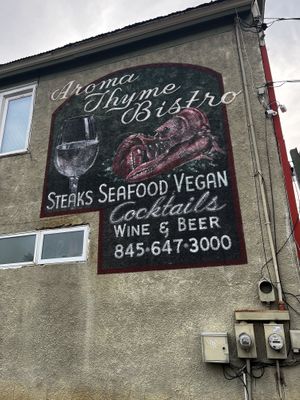 Aroma
Thyme
Bistro
Steaks Seafood Vegan
Cocktails
Wine & Beer
845·647·3000